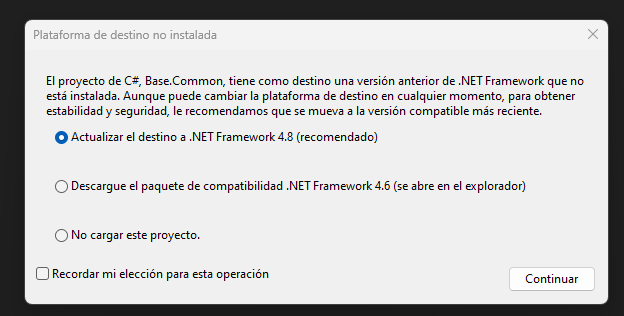 Plataforma de destino no instalada
El proyecto de C#, Base.Common, tiene como destino una versión anterior de .NET Framework que no
está instalada. Aunque puede cambiar la plataforma de destino en cualquier momento, para obtener
estabilidad y seguridad, le recomendamos que se mueva a la versión compatible más reciente.
Actualizar el destino a .NET Framework 4.8 (recomendado)
Descargue el paquete de compatibilidad .NET Framework 4.6 (se abre en el explorador)
No cargar este proyecto.
Recordar mi elección para esta operación
Continuar